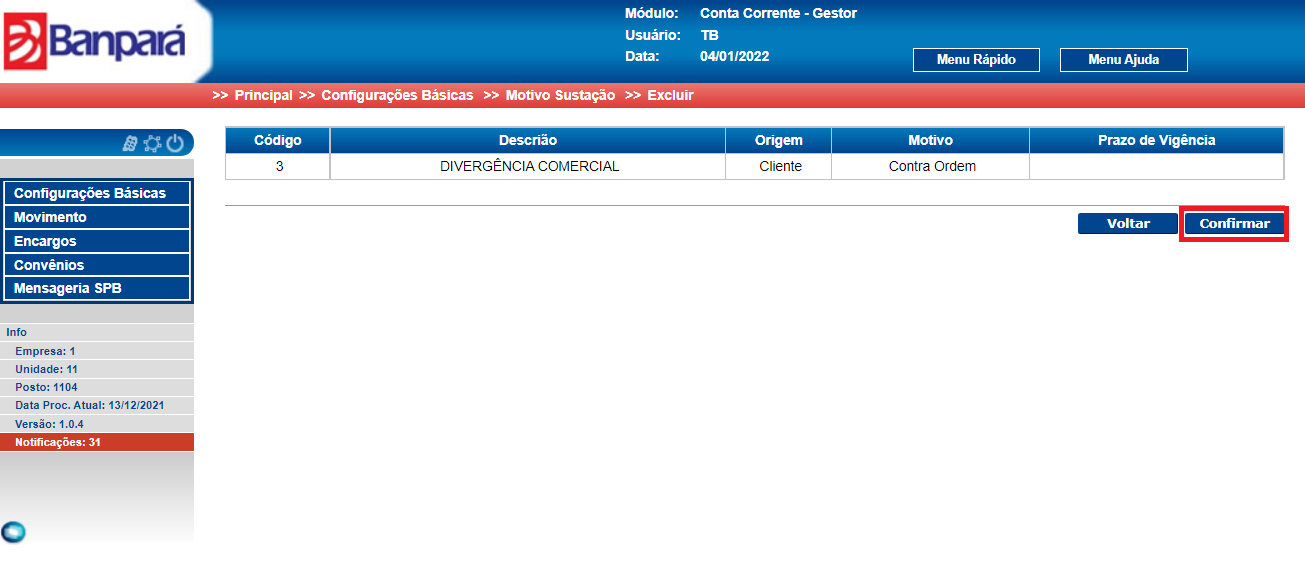 Banpará
Módulo: Conta Corrente - Gestor
Usuário: TB
Data: 04/01/2022
Menu Rápido
Menu Ajuda
>> Principal >> Configurações Básicas >> Motivo Sustação >> Excluir
Configurações Básicas
Movimento
Encargos
Convênios
Mensageria SPB
Info
Empresa: 1
Unidade: 11
Posto: 1104
Data Proc. Atual: 13/12/2021
Versão: 1.0.4
Notificações: 31
Código Descrião Origem Motivo Prazo de Vigência
3 DIVERGÊNCIA COMERCIAL Cliente Contra Ordem
Voltar
Confirmar